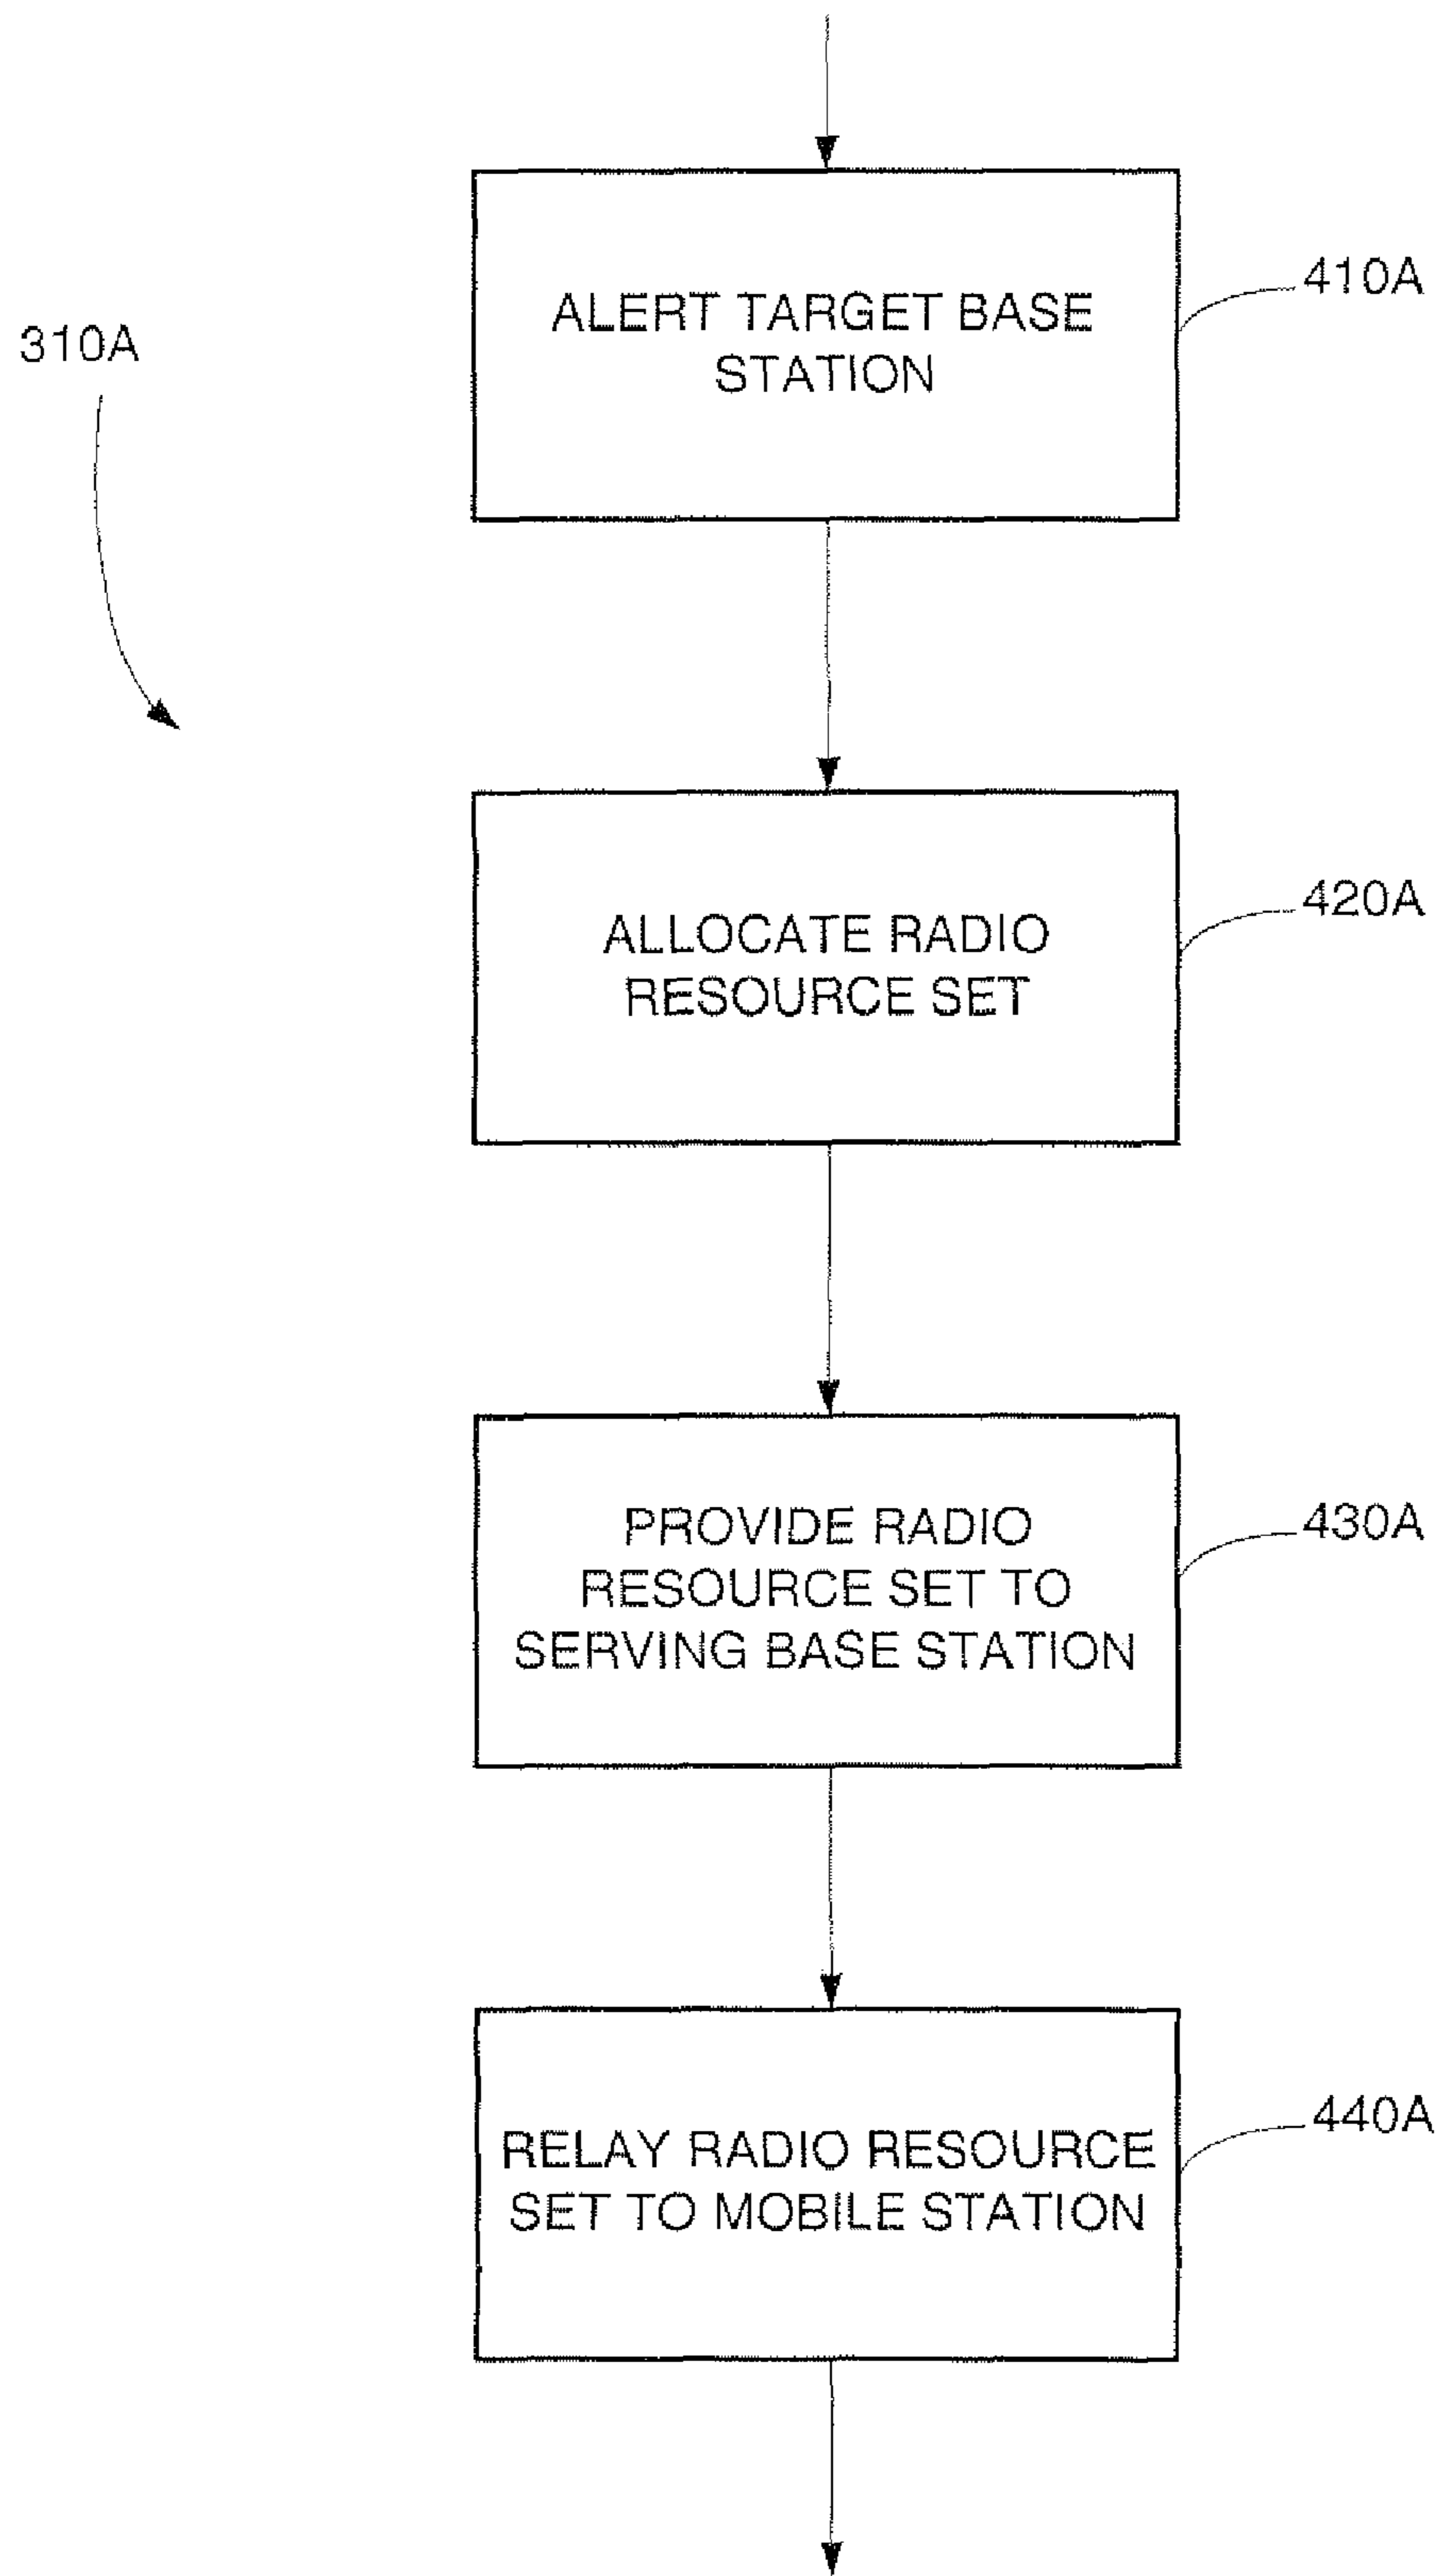 410A
ALERT TARGET BASE
STATION
310A
420A
ALLOCATE RADIO
RESOURCE SET
430A
PROVIDE RADIO
RESOURCE SET TO
SERVING BASE STATION
440A
RELAY RADIO RESOURCE
SET TO MOBILE STATION